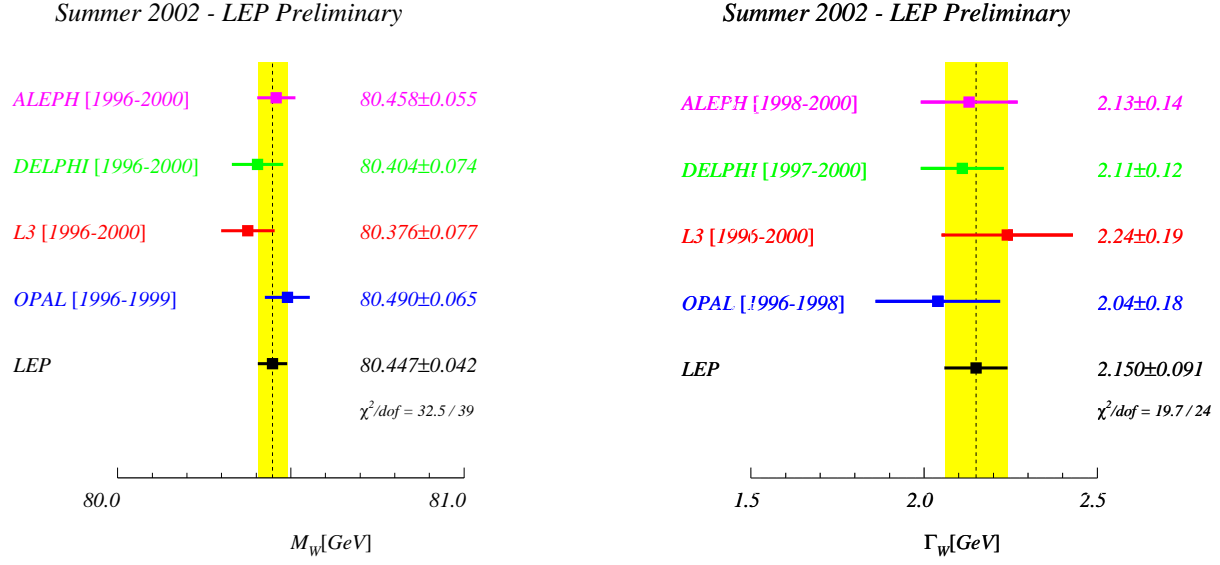 Summer 2002 - LEP Preliminary
ALEPH [1996-2000] 80.458±0.055
DELPHI [1996-2000] 80.404±0.074
L3 [1996-2000] 80.376±0.077
OPAL [1996-1999] 80.490±0.065
LEP 80.447±0.042
χ²/dof = 32.5 / 39
80.0 81.0
M_W[GeV]
Summer 2002 - LEP Preliminary
ALEPH [1998-2000] 2.13±0.14
DELPHI [1997-2000] 2.11±0.12
L3 [1996-2000] 2.24±0.19
OPAL [1996-1998] 2.04±0.18
LEP 2.150±0.091
χ²/dof = 19.7 / 24
1.5 2.0 2.5
Γ_W[GeV]